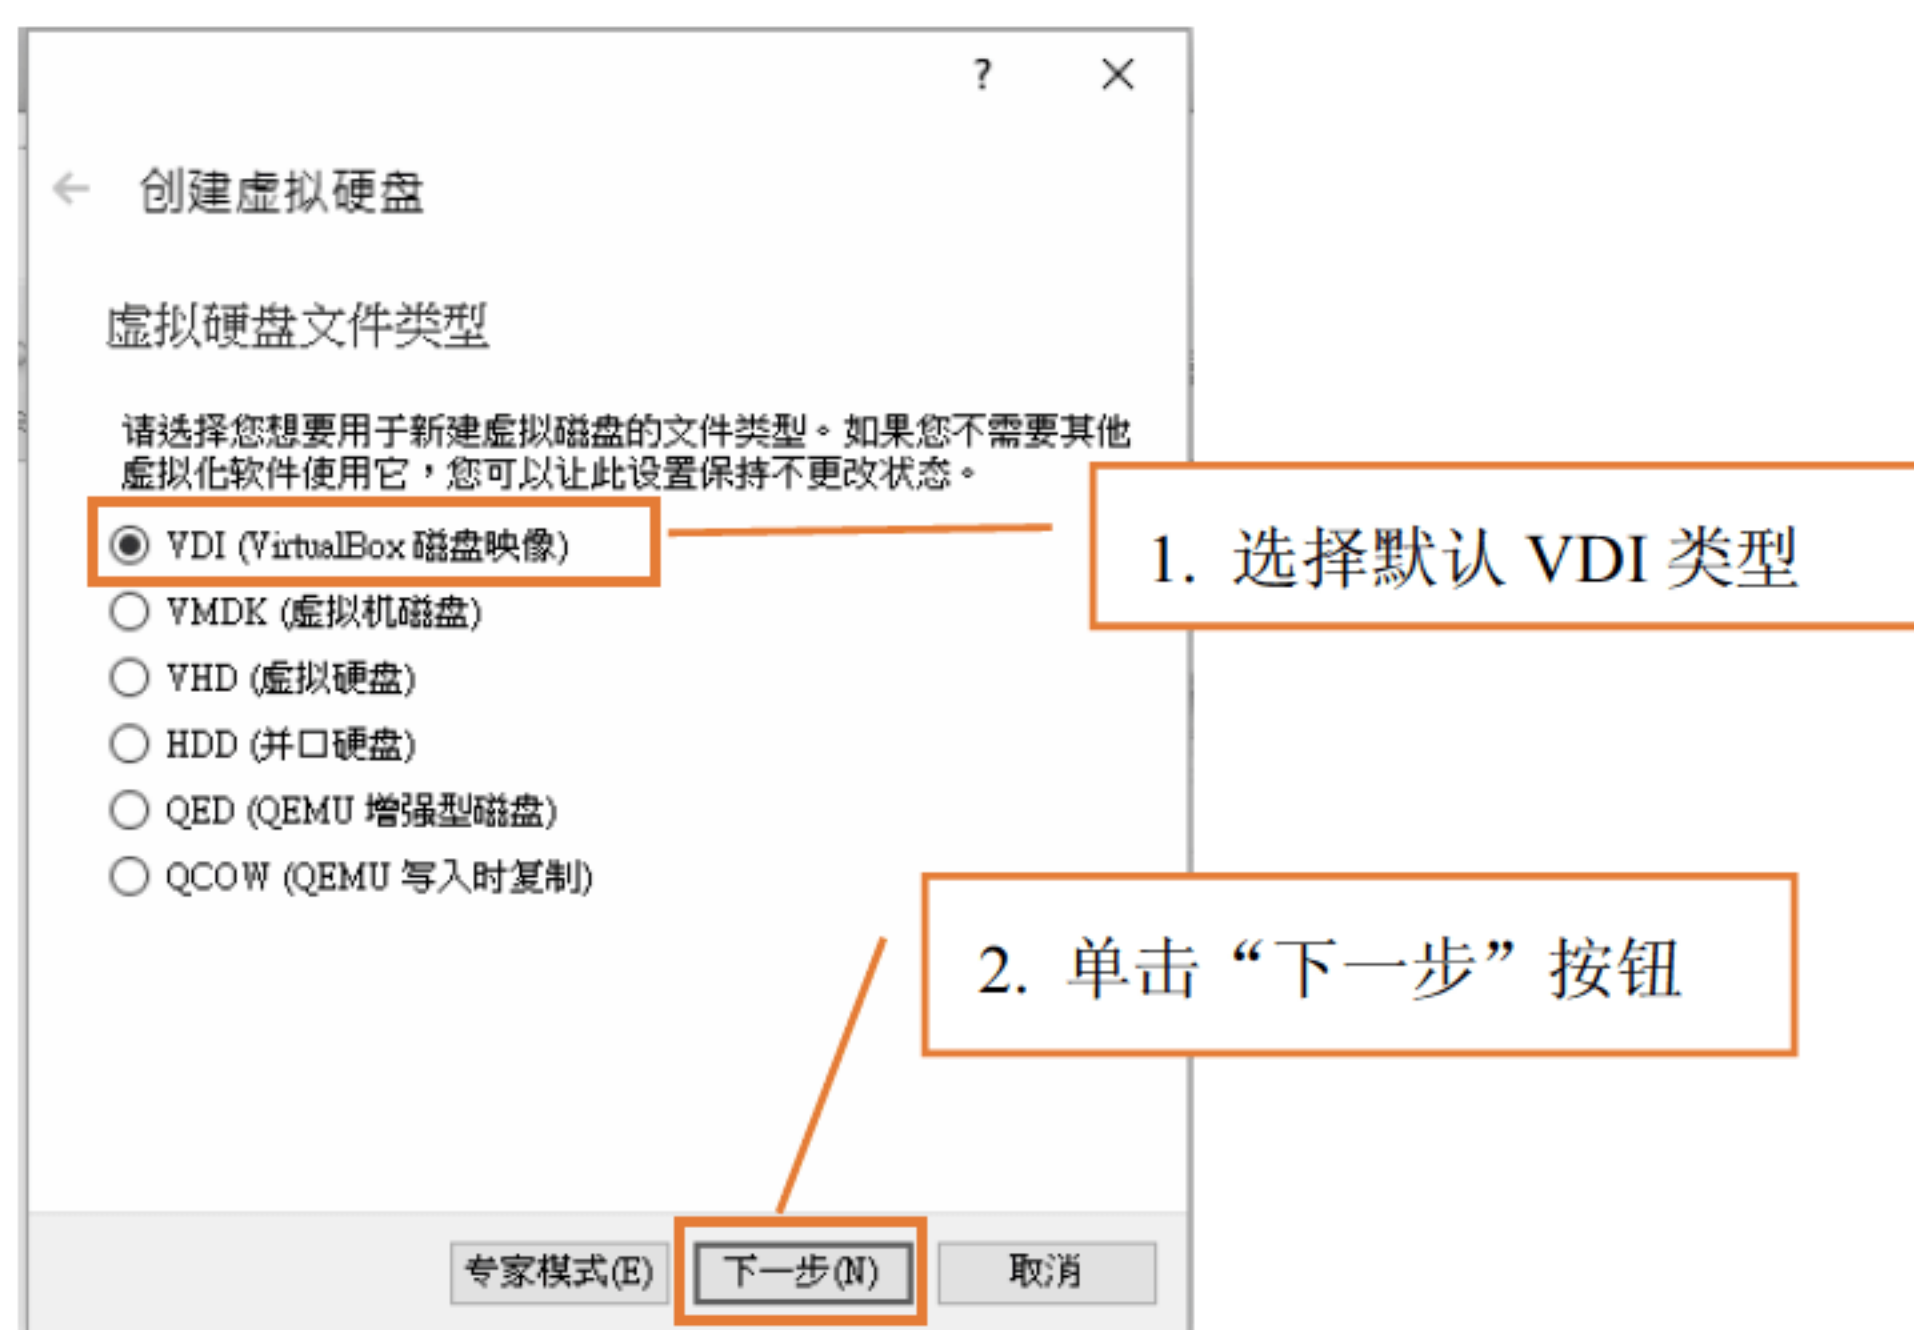 ?
创建虚拟硬盘
虚拟硬盘文件类型
请选择您想要用于新建虚拟磁盘的文件类型。如果您不需要其他
虚拟化软件使用它，您可以让此设置保持不更改状态。
VDI (VirtualBox 磁盘映像)
1. 选择默认 VDI 类型
VMDK (虚拟机磁盘)
VHD (虚拟硬盘)
HDD (并口硬盘)
QED (QEMU 增强型磁盘)
QCOW (QEMU 写入时复制)
2. 单击“下一步”按钮
专家模式(E) 下一步(N) 取消